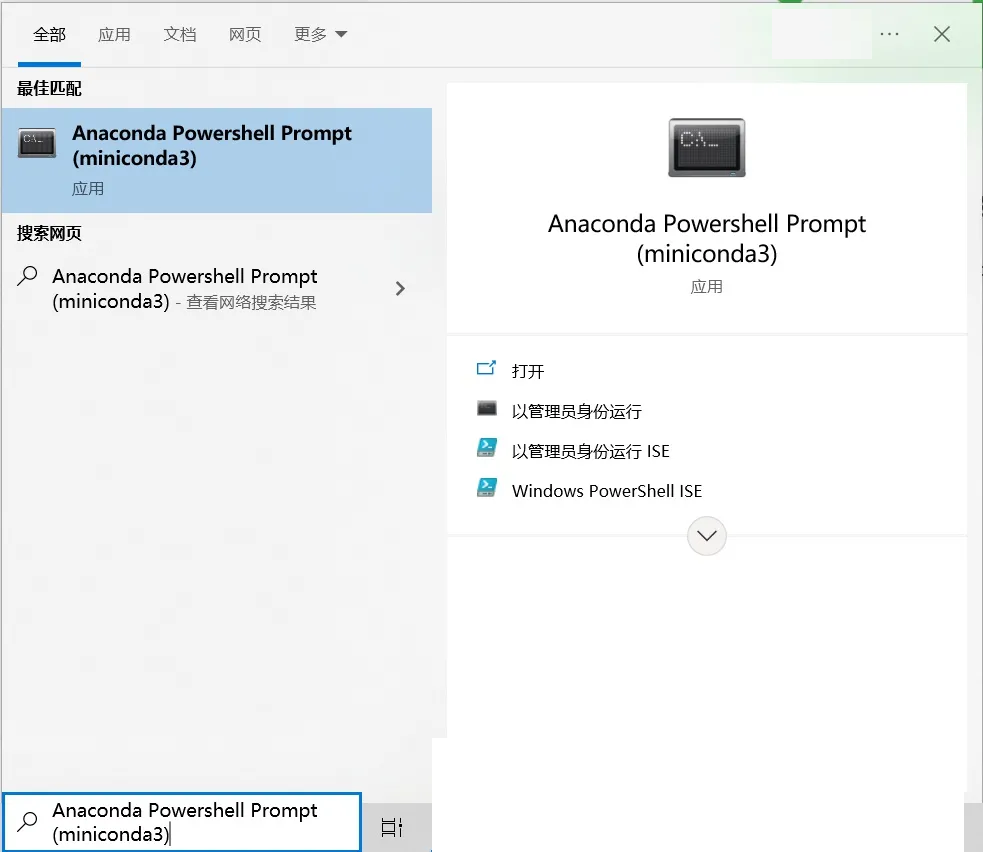 全部 应用 文档 网页 更多
最佳匹配
Anaconda Powershell Prompt
(miniconda3)
应用
搜索网页
Anaconda Powershell Prompt
(miniconda3) - 查看网络搜索结果
C:\_
Anaconda Powershell Prompt
(miniconda3)
应用
打开
以管理员身份运行
以管理员身份运行 ISE
Windows PowerShell ISE
Anaconda Powershell Prompt
(miniconda3)